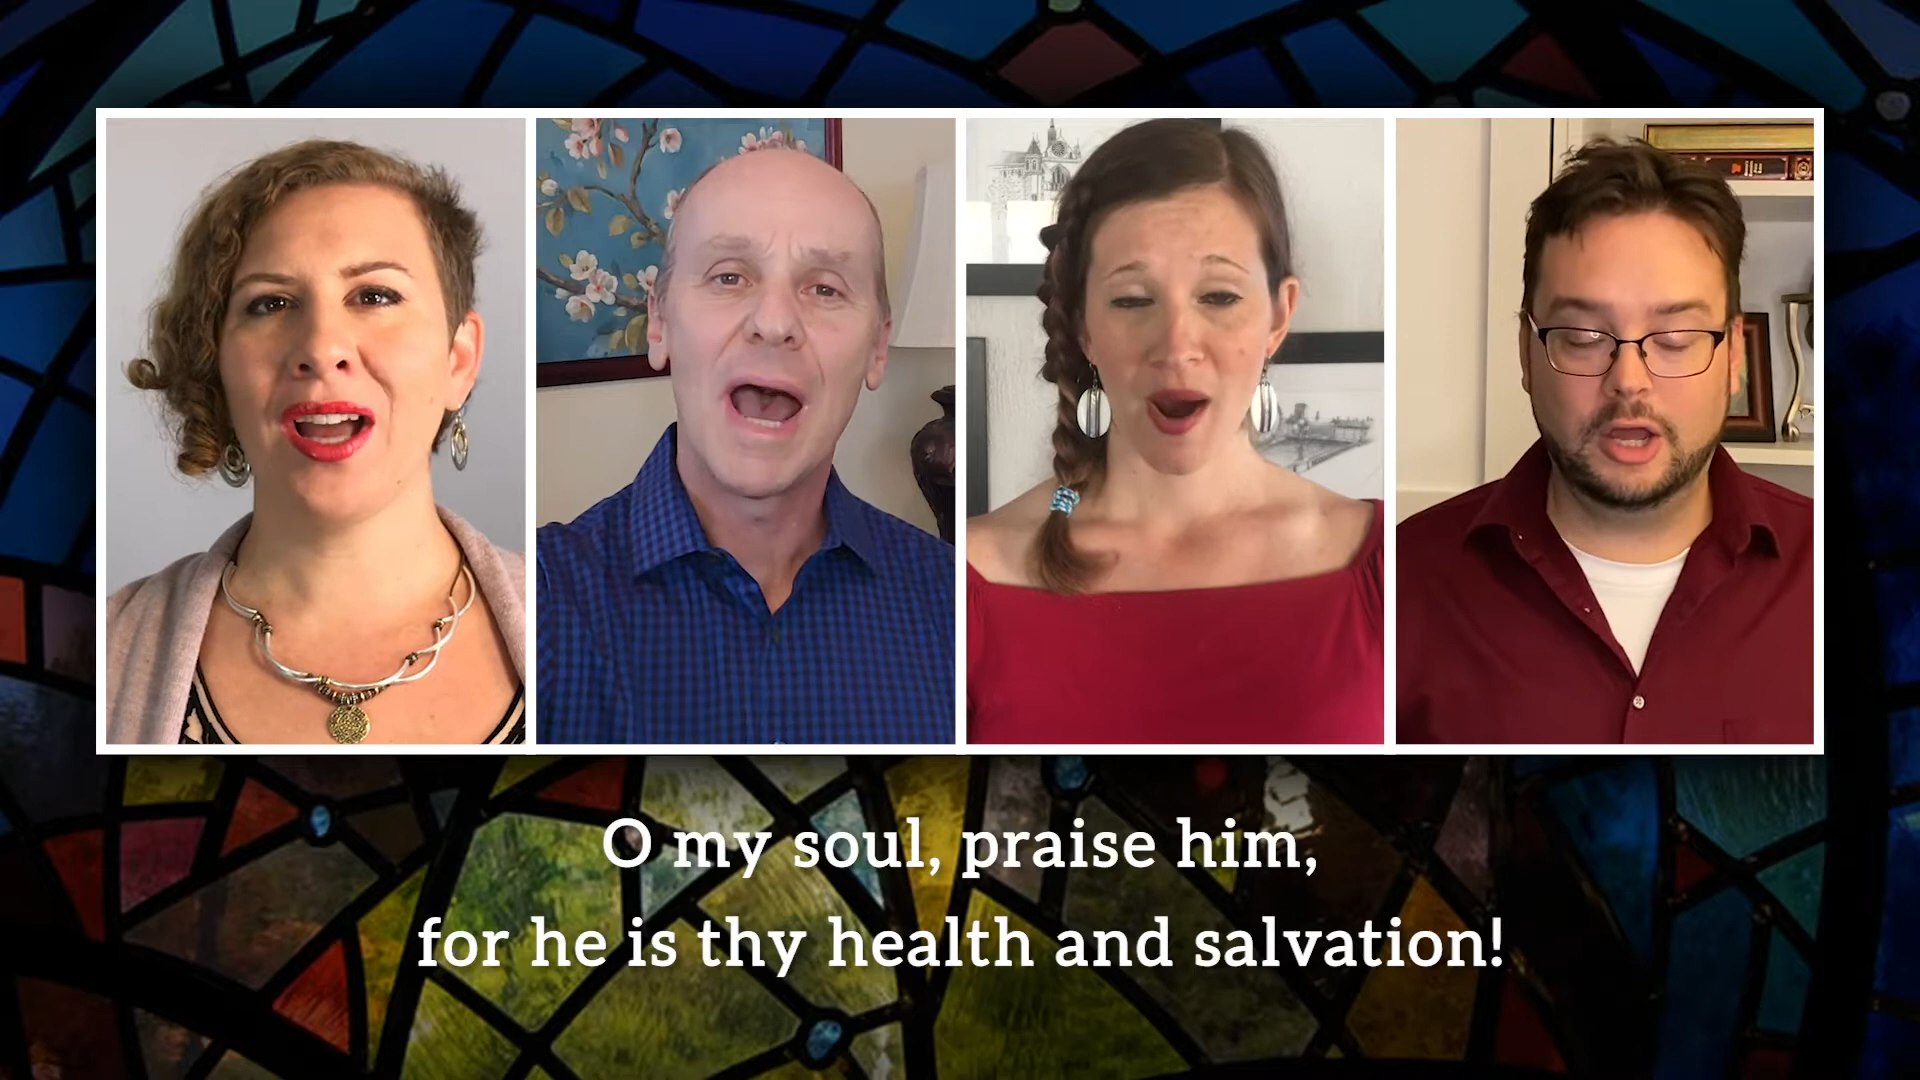 O my soul, praise him,
for he is thy health and salvation!